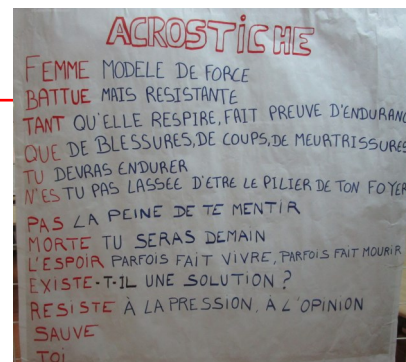 ACROSTICHE
FEMME MODELE DE FORCE
BATTUE MAIS RESISTANTE
TANT QU'ELLE RESPIRE, FAIT PREUVE D'ENDURANC
QUE DE BLESSURES, DE COUPS, DE MEURTRISSURES
TU DEVRAS ENDURER
N'ES TU PAS LASSÉE D'ETRE LE PILIER DE TON FOYER
PAS LA PEINE DE TE MENTIR
MORTE TU SERAS DEMAIN
L'ESPOIR PARFOIS FAIT VIVRE, PARFOIS FAIT MOURIR
EXISTE-T-IL UNE SOLUTION ?
RESISTE À LA PRESSION, À L'OPINION
SAUVE
TOI